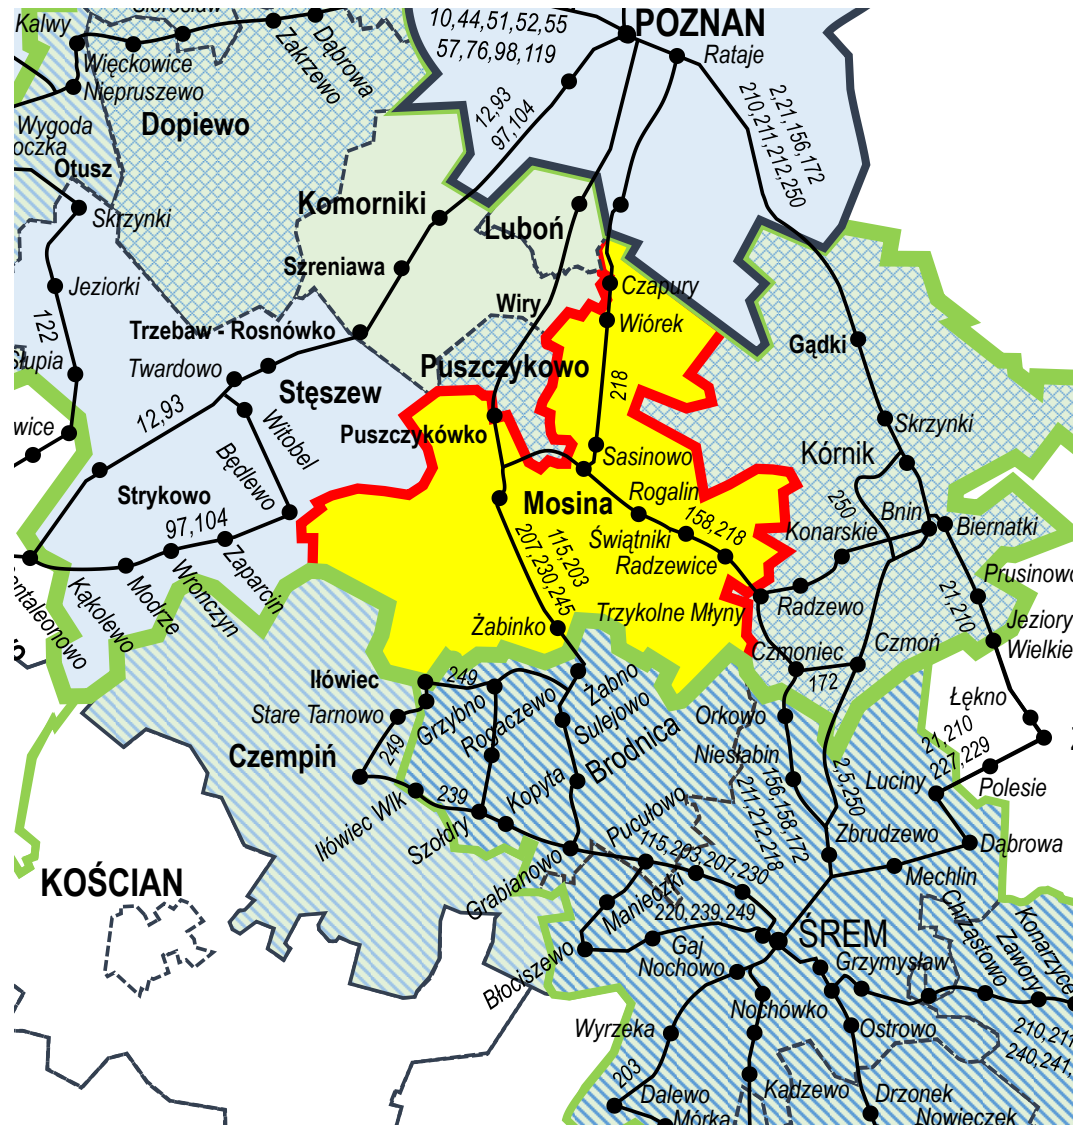 Kalwy
Więckowice
Niepruszewo
Zakrzewo
Dąbrowa
Dopiewo
Wygoda
Otusz
Skrzynki
Jeziorki
122
Słupia
10,44,51,52,55
57,76,98,119
POZNAŃ
Rataje
12,93
97,104
2,21,156,172
210,211,212,250
Komorniki
Luboń
Szreniawa
Wiry
Czapury
Wiórek
218
Trzebaw - Rosnówko
Twardowo
Stęszew
12,93
Witobel
Będlewo
Strykowo
97,104
Zaparcin
Wronczyn
Modrze
Kąkolewo
Puszczykowo
Puszczykówko
Sasinowo
Mosina
Rogalin
158,218
Świątniki
Radzewice
Trzykolne Młyny
115,203
207,230,245
Żabinko
Gądki
Skrzynki
Kórnik
250
Bnin
Biernatki
Konarskie
Radzewo
Prusinowo
21,210
Jeziory
Wielkie
Czmoń
Czmoniec
172
Łękno
21,210
227,229
Polesie
Luciny
Dąbrowa
Mechlin
Zbrudzewo
2,5,250
Orkowo
Niesłabin
156,158,172
211,212,218
Iłówiec
249
Stare Tarnowo
249
Grzybno
Rogaczewo
Żabno
Sulejowo
Brodnica
Czempiń
Iłówiec Wlk
239
Szołdry
Kopyta
Grabianowo
Pucułowo
115,203,207,230
Manieczki
220,239,249
Błociszewo
Gaj
Nochowo
ŚREM
Grzymysław
Chrząstowo
Zawory
Konarzyce
KOŚCIAN
Wyrzeka
Nochówko
Ostrowo
203
Dalewo
Mórka
Kadzewo
Drzonek
Nowieczek